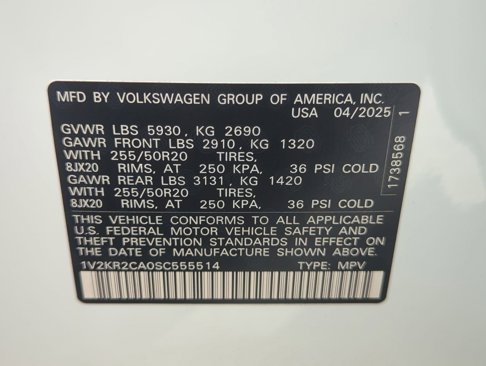 MFD BY VOLKSWAGEN GROUP OF AMERICA, INC.
USA 04/2025
GVWR LBS 5930, KG 2690
GAWR FRONT LBS 2910, KG 1320
WITH 255/50R20 TIRES,
8JX20 RIMS, AT 250 KPA, 36 PSI COLD
GAWR REAR LBS 3131, KG 1420
WITH 255/50R20 TIRES,
8JX20 RIMS, AT 250 KPA, 36 PSI COLD
THIS VEHICLE CONFORMS TO ALL APPLICABLE
U.S. FEDERAL MOTOR VEHICLE SAFETY AND
THEFT PREVENTION STANDARDS IN EFFECT ON
THE DATE OF MANUFACTURE SHOWN ABOVE.
1V2KR2CA0SC555514 TYPE: MPV
1738568 1